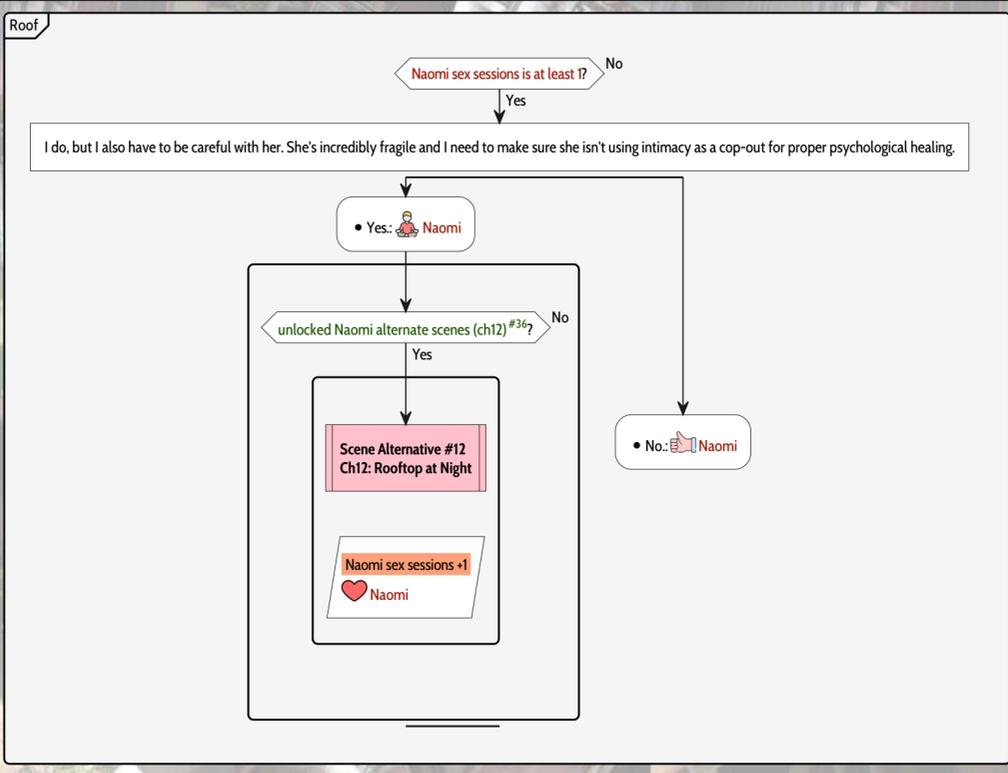 Roof
Naomi sex sessions is at least 1?
No
Yes
I do, but I also have to be careful with her. She's incredibly fragile and I need to make sure she isn't using intimacy as a cop-out for proper psychological healing.
• Yes.: Naomi
unlocked Naomi alternate scenes (ch12) #36?
No
Yes
Scene Alternative #12
Ch12: Rooftop at Night
• No.: Naomi
Naomi sex sessions +1
Naomi